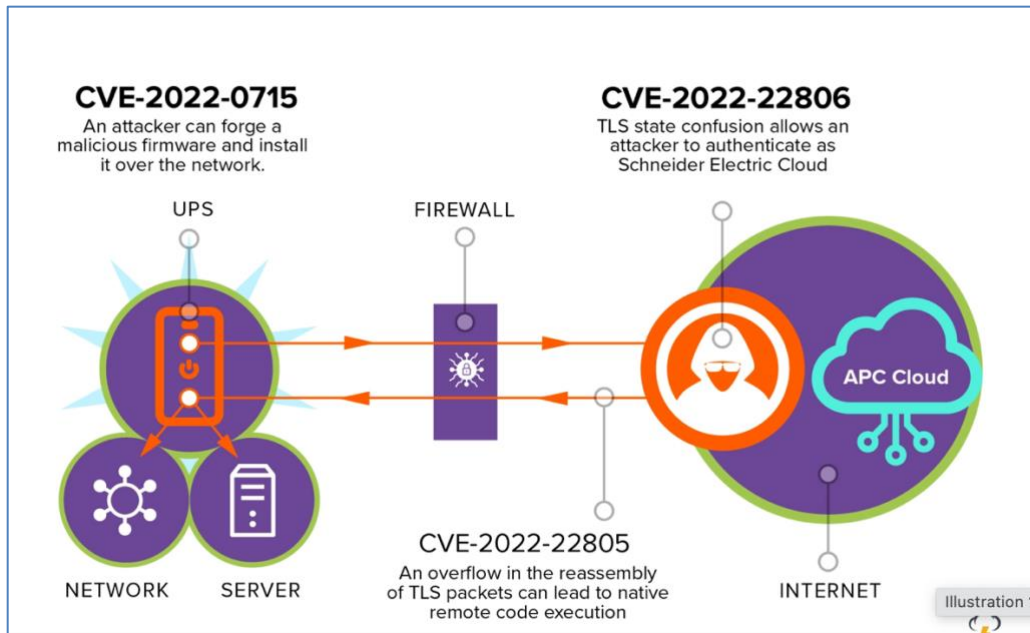 CVE-2022-0715
An attacker can forge a
malicious firmware and install
it over the network.
CVE-2022-22806
TLS state confusion allows an
attacker to authenticate as
Schneider Electric Cloud
UPS
FIREWALL
APC Cloud
CVE-2022-22805
An overflow in the reassembly
of TLS packets can lead to native
remote code execution
NETWORK
SERVER
INTERNET
Illustration